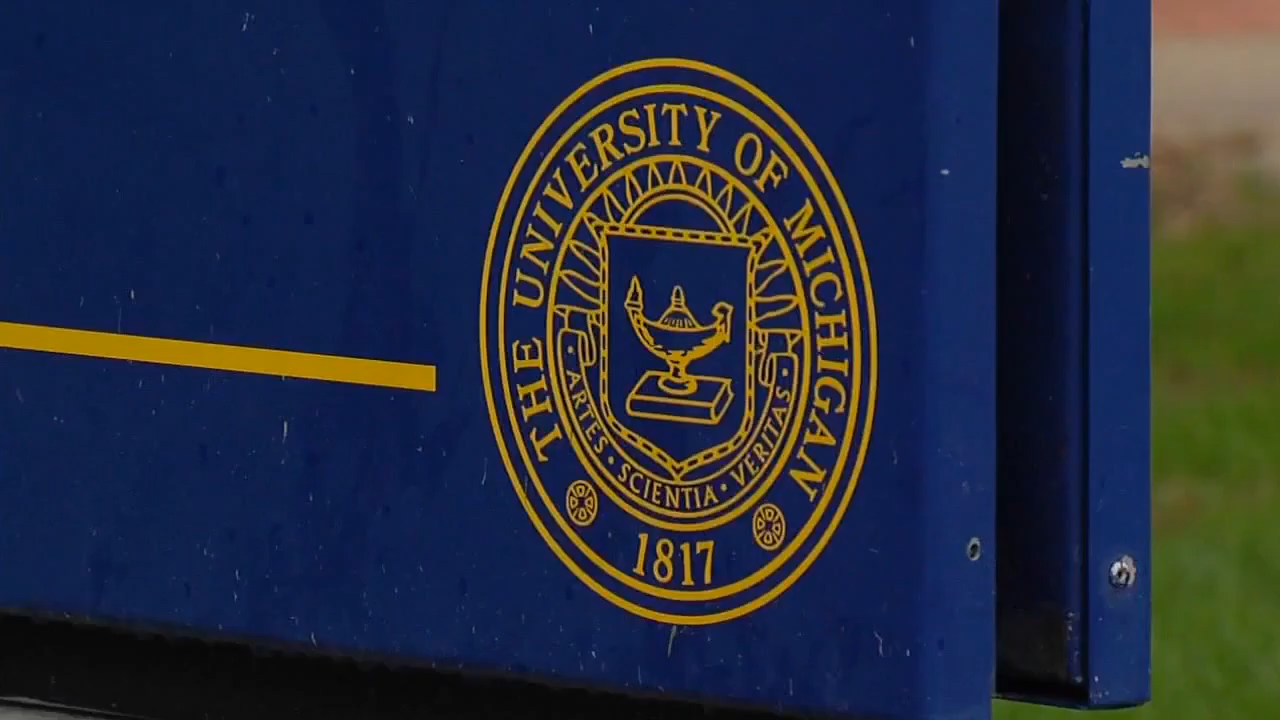 THE UNIVERSITY OF MICHIGAN
ARTES · SCIENTIA · VERITAS
1817